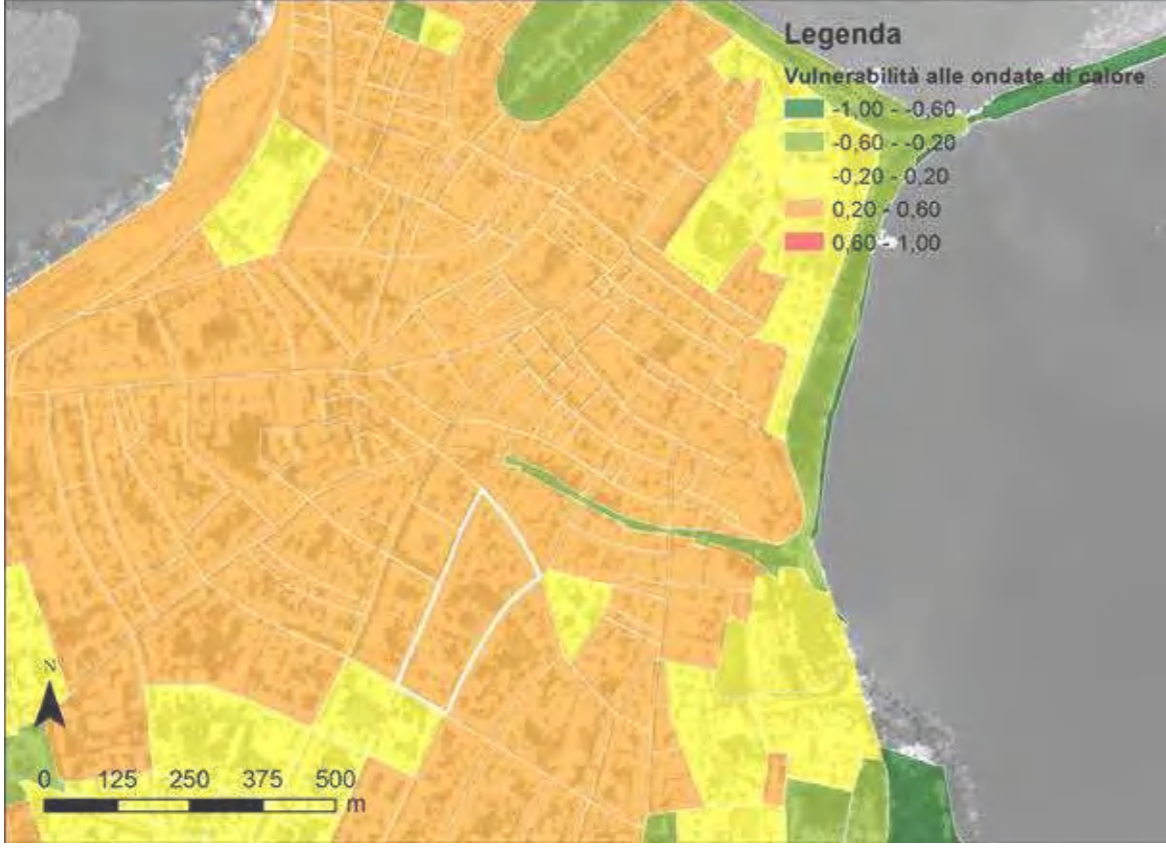 Legenda
Vulnerabilità alle ondate di calore
-1,00 - -0,60
-0,60 - -0,20
-0,20 - 0,20
0,20 - 0,60
0,60 - 1,00
N
0 125 250 375 500
m